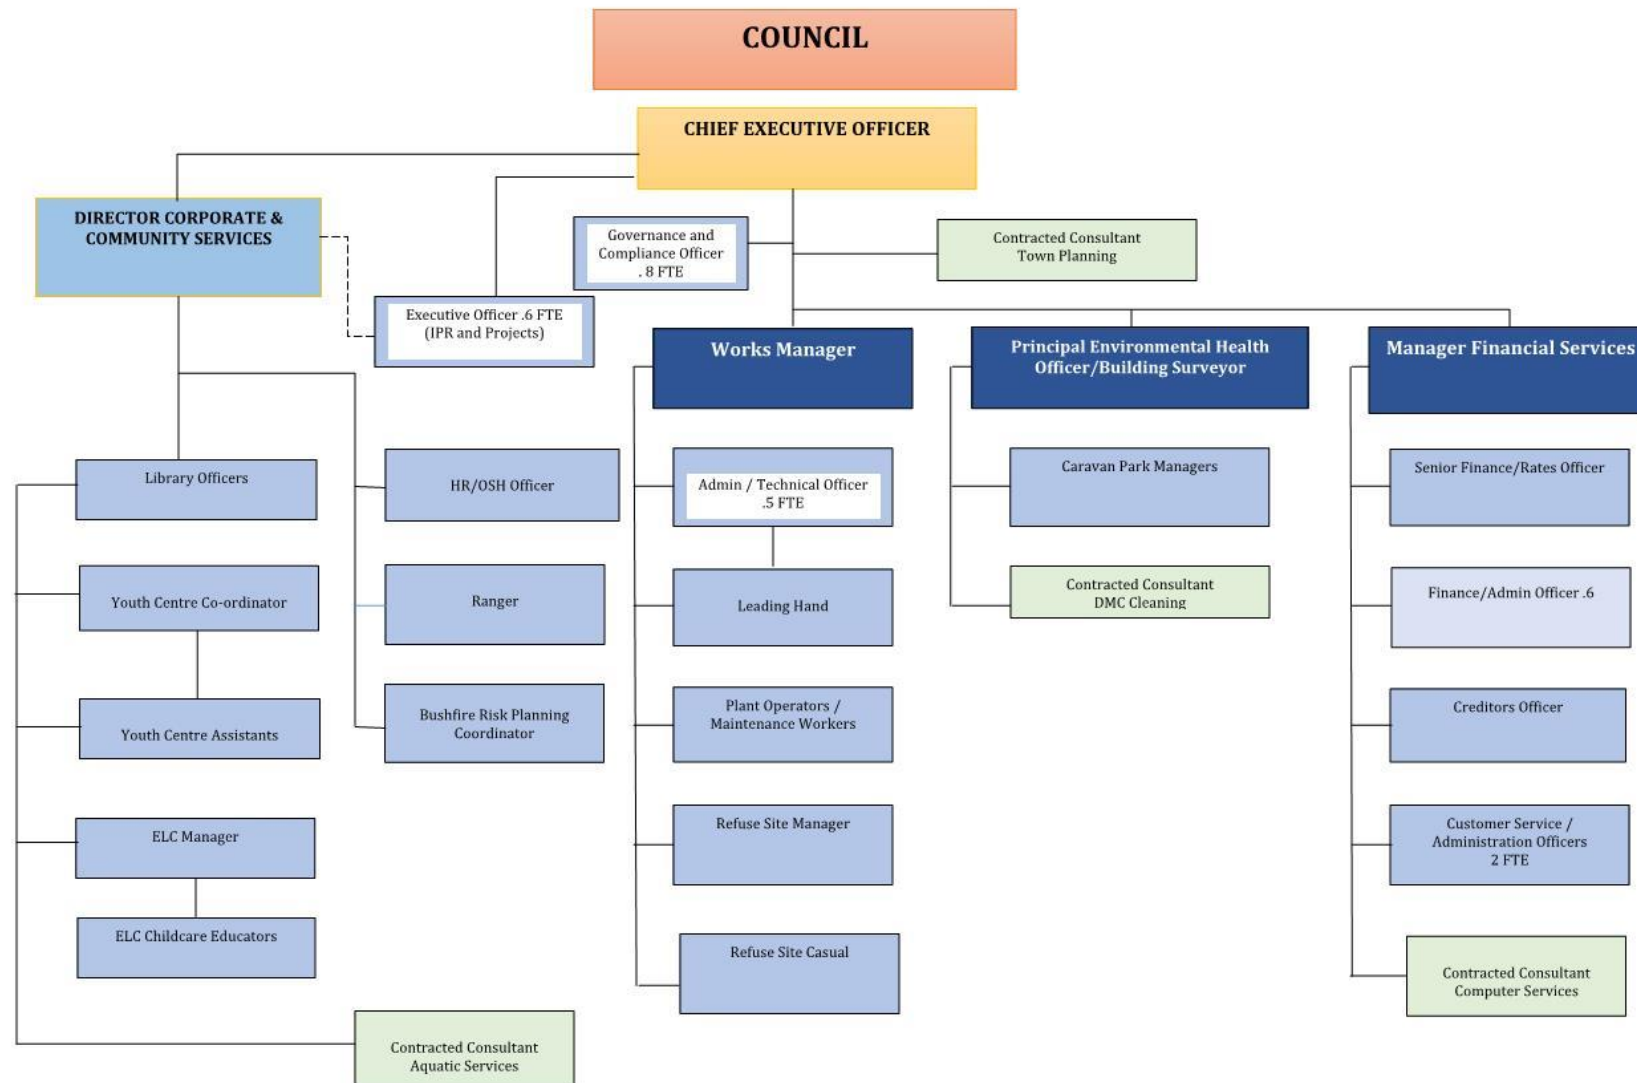 COUNCIL
CHIEF EXECUTIVE OFFICER
DIRECTOR CORPORATE &
COMMUNITY SERVICES
Governance and
Compliance Officer
. 8 FTE
Contracted Consultant
Town Planning
Executive Officer .6 FTE
(IPR and Projects)
Works Manager
Principal Environmental Health
Officer/Building Surveyor
Manager Financial Services
Library Officers
HR/OSH Officer
Admin / Technical Officer
.5 FTE
Caravan Park Managers
Senior Finance/Rates Officer
Youth Centre Co-ordinator
Ranger
Leading Hand
Contracted Consultant
DMC Cleaning
Finance/Admin Officer .6
Youth Centre Assistants
Bushfire Risk Planning
Coordinator
Plant Operators /
Maintenance Workers
Creditors Officer
ELC Manager
Refuse Site Manager
Customer Service /
Administration Officers
2 FTE
ELC Childcare Educators
Refuse Site Casual
Contracted Consultant
Computer Services
Contracted Consultant
Aquatic Services